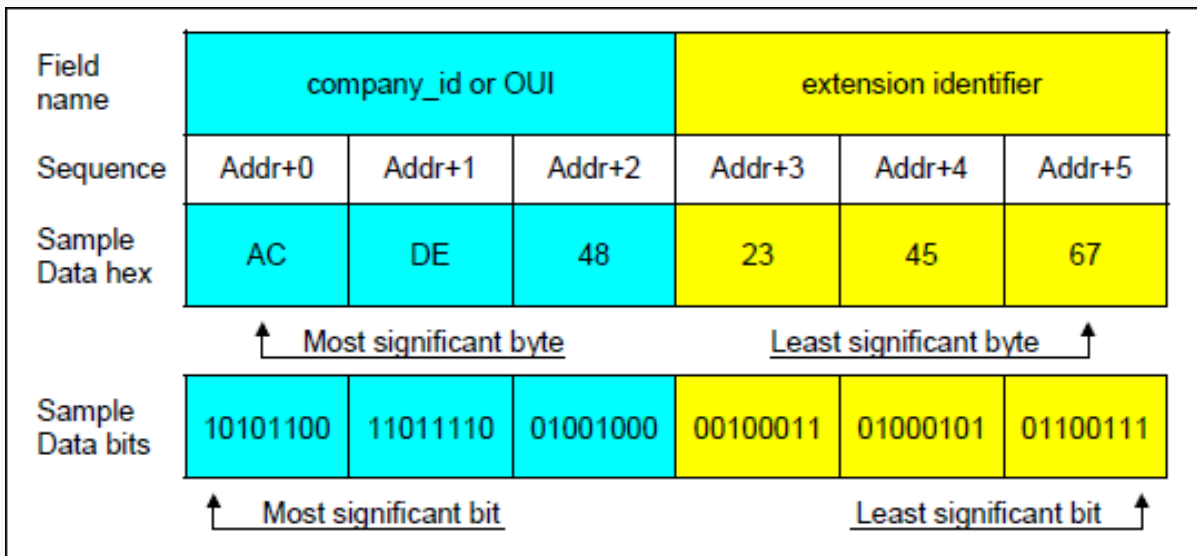 Field
name
company_id or OUI
extension identifier
Sequence
Addr+0
Addr+1
Addr+2
Addr+3
Addr+4
Addr+5
Sample
Data hex
AC
DE
48
23
45
67
Most significant byte
Least significant byte
Sample
Data bits
10101100
11011110
01001000
00100011
01000101
01100111
Most significant bit
Least significant bit